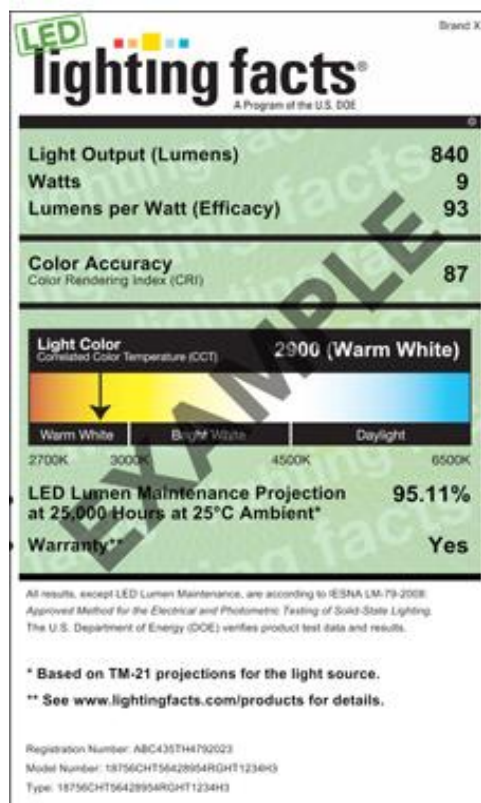 Brand X
LED
lighting facts®
A Program of the U.S. DOE
Light Output (Lumens) 840
Watts 9
Lumens per Watt (Efficacy) 93
Color Accuracy
Color Rendering Index (CRI) 87
Light Color
Correlated Color Temperature (CCT) 2900 (Warm White)
Warm White Bright White Daylight
2700K 3000K 4500K 6500K
LED Lumen Maintenance Projection
at 25,000 Hours at 25°C Ambient* 95.11%
Warranty** Yes
EXAMPLE
All results, except LED Lumen Maintenance, are according to IESNA LM-79-2008:
Approved Method for the Electrical and Photometric Testing of Solid-State Lighting.
The U.S. Department of Energy (DOE) verifies product test data and results.
* Based on TM-21 projections for the light source.
** See www.lightingfacts.com/products for details.
Registration Number: ABC435TH4792023
Model Number: 18756CHT56428954RGHT1234H3
Type: 18756CHT56428954RGHT1234H3